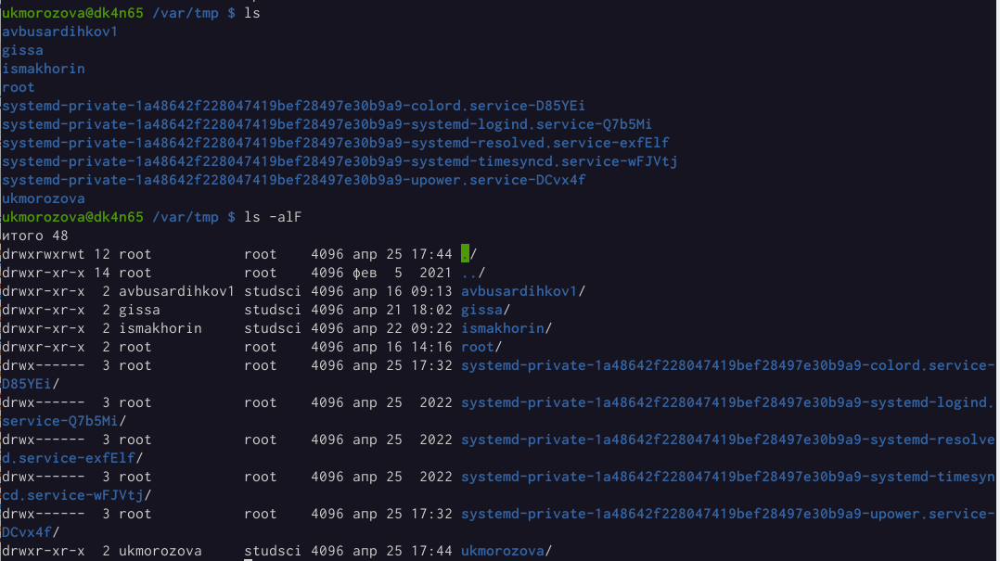 ukmorozova@dk4n65 /var/tmp $ ls
avbusardihkov1
gissa
ismakhorin
root
systemd-private-1a48642f228047419bef28497e30b9a9-colord.service-D85YEi
systemd-private-1a48642f228047419bef28497e30b9a9-systemd-logind.service-Q7b5Mi
systemd-private-1a48642f228047419bef28497e30b9a9-systemd-resolved.service-exfElf
systemd-private-1a48642f228047419bef28497e30b9a9-systemd-timesyncd.service-wFJVtj
systemd-private-1a48642f228047419bef28497e30b9a9-upower.service-DCvx4f
ukmorozova
ukmorozova@dk4n65 /var/tmp $ ls -alF
итого 48
drwxrwxrwt 12 root           root    4096 апр 25 17:44 ./
drwxr-xr-x 14 root           root    4096 фев  5  2021 ../
drwxr-xr-x  2 avbusardihkov1 studsci 4096 апр 16 09:13 avbusardihkov1/
drwxr-xr-x  2 gissa          studsci 4096 апр 21 18:02 gissa/
drwxr-xr-x  2 ismakhorin     studsci 4096 апр 22 09:22 ismakhorin/
drwxr-xr-x  2 root           root    4096 апр 16 14:16 root/
drwx------  3 root           root    4096 апр 25 17:32 systemd-private-1a48642f228047419bef28497e30b9a9-colord.service-
D85YEi/
drwx------  3 root           root    4096 апр 25  2022 systemd-private-1a48642f228047419bef28497e30b9a9-systemd-logind.
service-Q7b5Mi/
drwx------  3 root           root    4096 апр 25  2022 systemd-private-1a48642f228047419bef28497e30b9a9-systemd-resolve
d.service-exfElf/
drwx------  3 root           root    4096 апр 25  2022 systemd-private-1a48642f228047419bef28497e30b9a9-systemd-timesyn
cd.service-wFJVtj/
drwx------  3 root           root    4096 апр 25 17:32 systemd-private-1a48642f228047419bef28497e30b9a9-upower.service-
DCvx4f/
drwxr-xr-x  2 ukmorozova     studsci 4096 апр 25 17:44 ukmorozova/